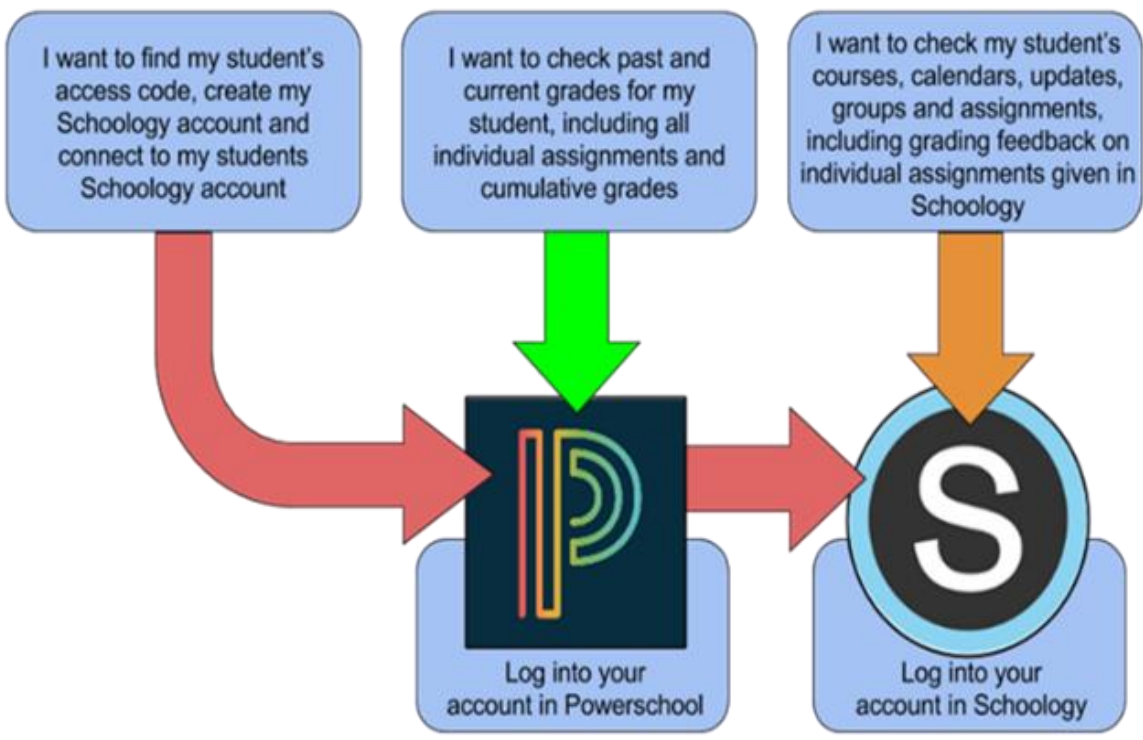 I want to find my student's
access code, create my
Schoology account and
connect to my students
Schoology account
I want to check past and
current grades for my
student, including all
individual assignments and
cumulative grades
I want to check my student's
courses, calendars, updates,
groups and assignments,
including grading feedback on
individual assignments given in
Schoology
P
S
Log into your
account in Powerschool
Log into your
account in Schoology